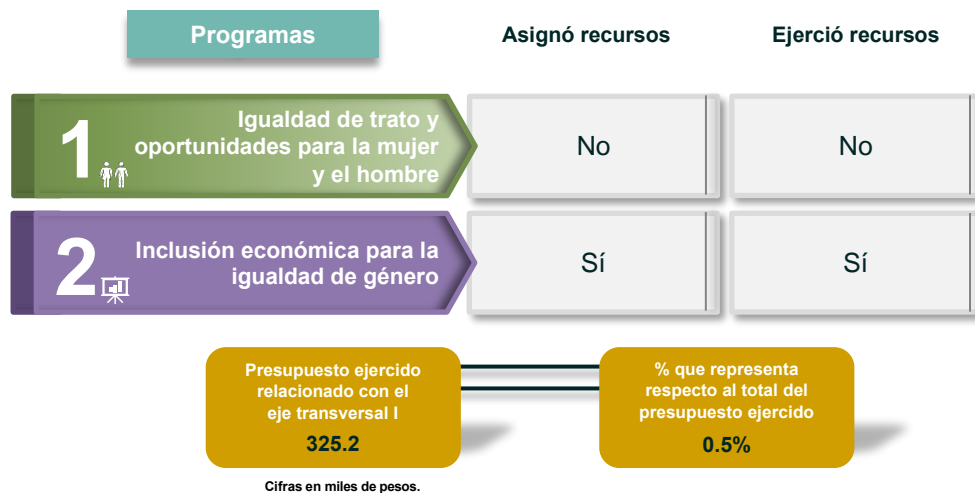 Programas
Asignó recursos
Ejerció recursos
1
Igualdad de trato y
oportunidades para la mujer
y el hombre
No
No
2
Inclusión económica para la
igualdad de género
Sí
Sí
Presupuesto ejercido
relacionado con el
eje transversal I
325.2
% que representa
respecto al total del
presupuesto ejercido
0.5%
Cifras en miles de pesos.